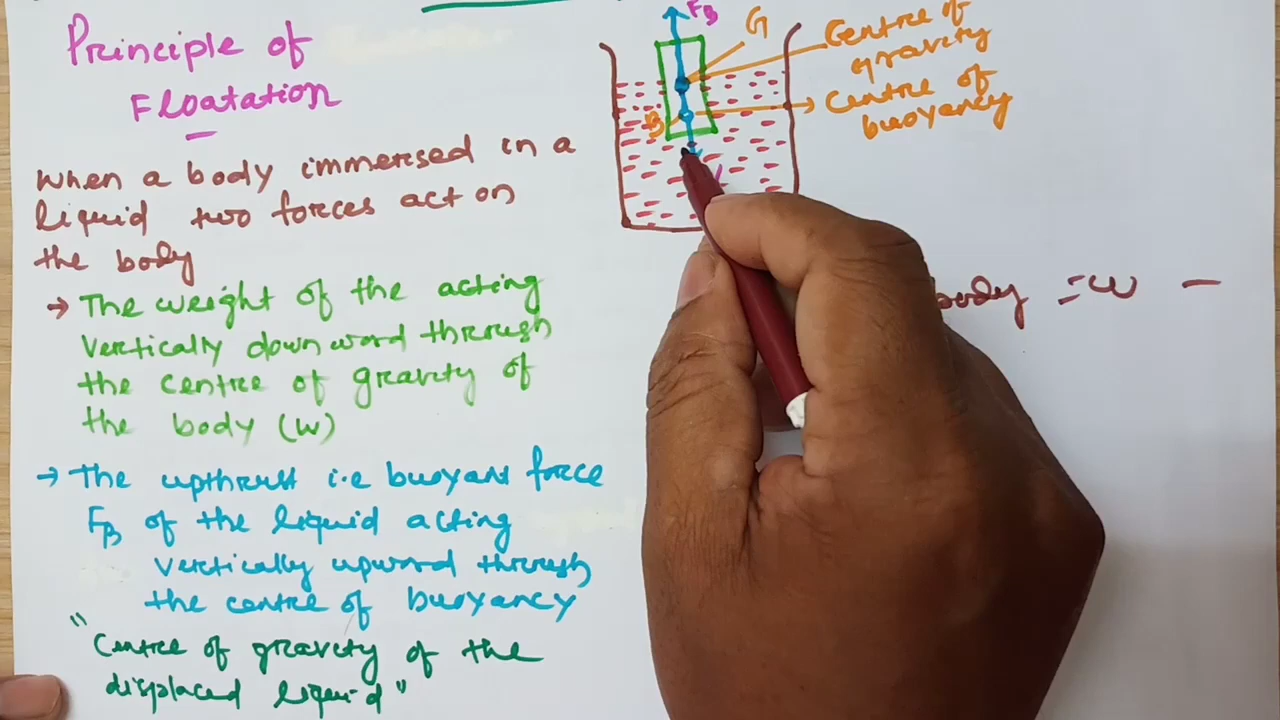 Principle of
Floatation
When a body immersed in a
liquid two forces act on
the body
→ The weight of the acting
vertically downword through
the centre of gravity of
the body (W)
→ The upthrust i.e buoyant force
FB of the liquid acting
vertically upward through
the centre of buoyancy
"Centre of gravity of the
displaced liquid"
FB
G
Centre of
gravity
B
Centre of
buoyancy
body = W -